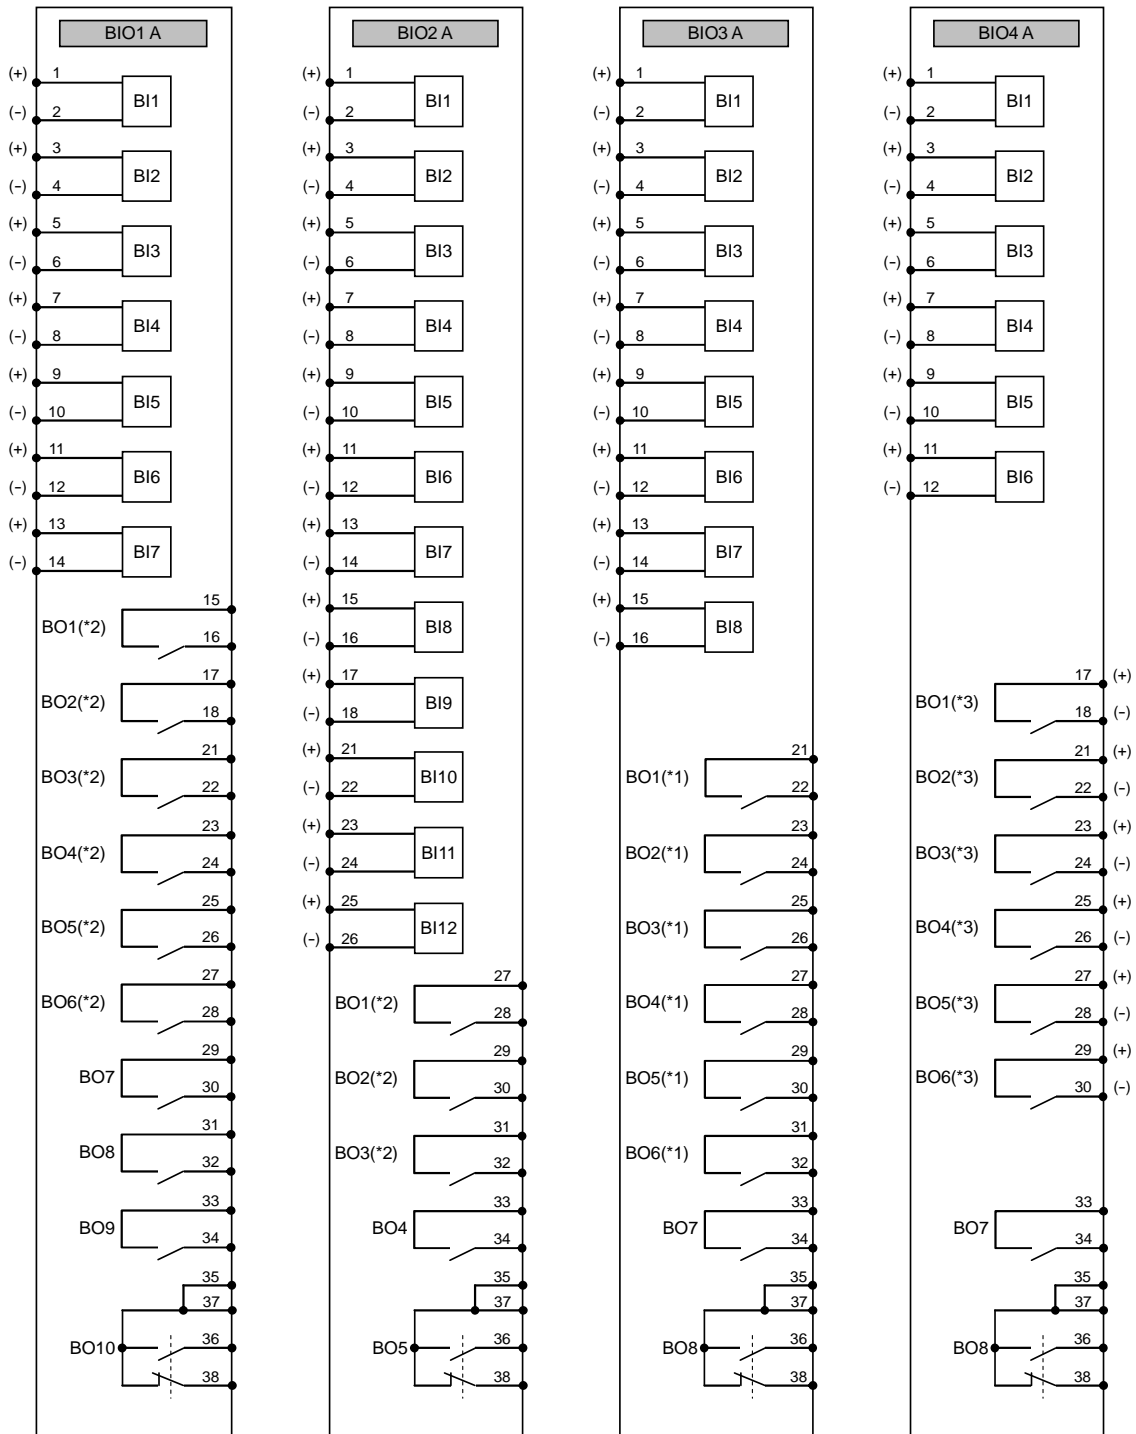 BIO1 A
(+) 1
BI1
(-) 2
(+) 3
BI2
(-) 4
(+) 5
BI3
(-) 6
(+) 7
BI4
(-) 8
(+) 9
BI5
(-) 10
(+) 11
BI6
(-) 12
(+) 13
BI7
(-) 14
15
BO1(*2)
16
17
BO2(*2)
18
21
BO3(*2)
22
23
BO4(*2)
24
25
BO5(*2)
26
27
BO6(*2)
28
29
BO7
30
31
BO8
32
33
BO9
34
35
37
BO10
36
38
BIO2 A
(+) 1
BI1
(-) 2
(+) 3
BI2
(-) 4
(+) 5
BI3
(-) 6
(+) 7
BI4
(-) 8
(+) 9
BI5
(-) 10
(+) 11
BI6
(-) 12
(+) 13
BI7
(-) 14
(+) 15
BI8
(-) 16
(+) 17
BI9
(-) 18
(+) 21
BI10
(-) 22
(+) 23
BI11
(-) 24
(+) 25
BI12
(-) 26
27
BO1(*2)
28
29
BO2(*2)
30
31
BO3(*2)
32
33
BO4
34
35
37
BO5
36
38
BIO3 A
(+) 1
BI1
(-) 2
(+) 3
BI2
(-) 4
(+) 5
BI3
(-) 6
(+) 7
BI4
(-) 8
(+) 9
BI5
(-) 10
(+) 11
BI6
(-) 12
(+) 13
BI7
(-) 14
(+) 15
BI8
(-) 16
21
BO1(*1)
22
23
BO2(*1)
24
25
BO3(*1)
26
27
BO4(*1)
28
29
BO5(*1)
30
31
BO6(*1)
32
33
BO7
34
35
37
BO8
36
38
BIO4 A
(+) 1
BI1
(-) 2
(+) 3
BI2
(-) 4
(+) 5
BI3
(-) 6
(+) 7
BI4
(-) 8
(+) 9
BI5
(-) 10
(+) 11
BI6
(-) 12
17 (+)
BO1(*3)
18 (-)
21 (+)
BO2(*3)
22 (-)
23 (+)
BO3(*3)
24 (-)
25 (+)
BO4(*3)
26 (-)
27 (+)
BO5(*3)
28 (-)
29 (+)
BO6(*3)
30 (-)
33
BO7
34
35
37
BO8
36
38